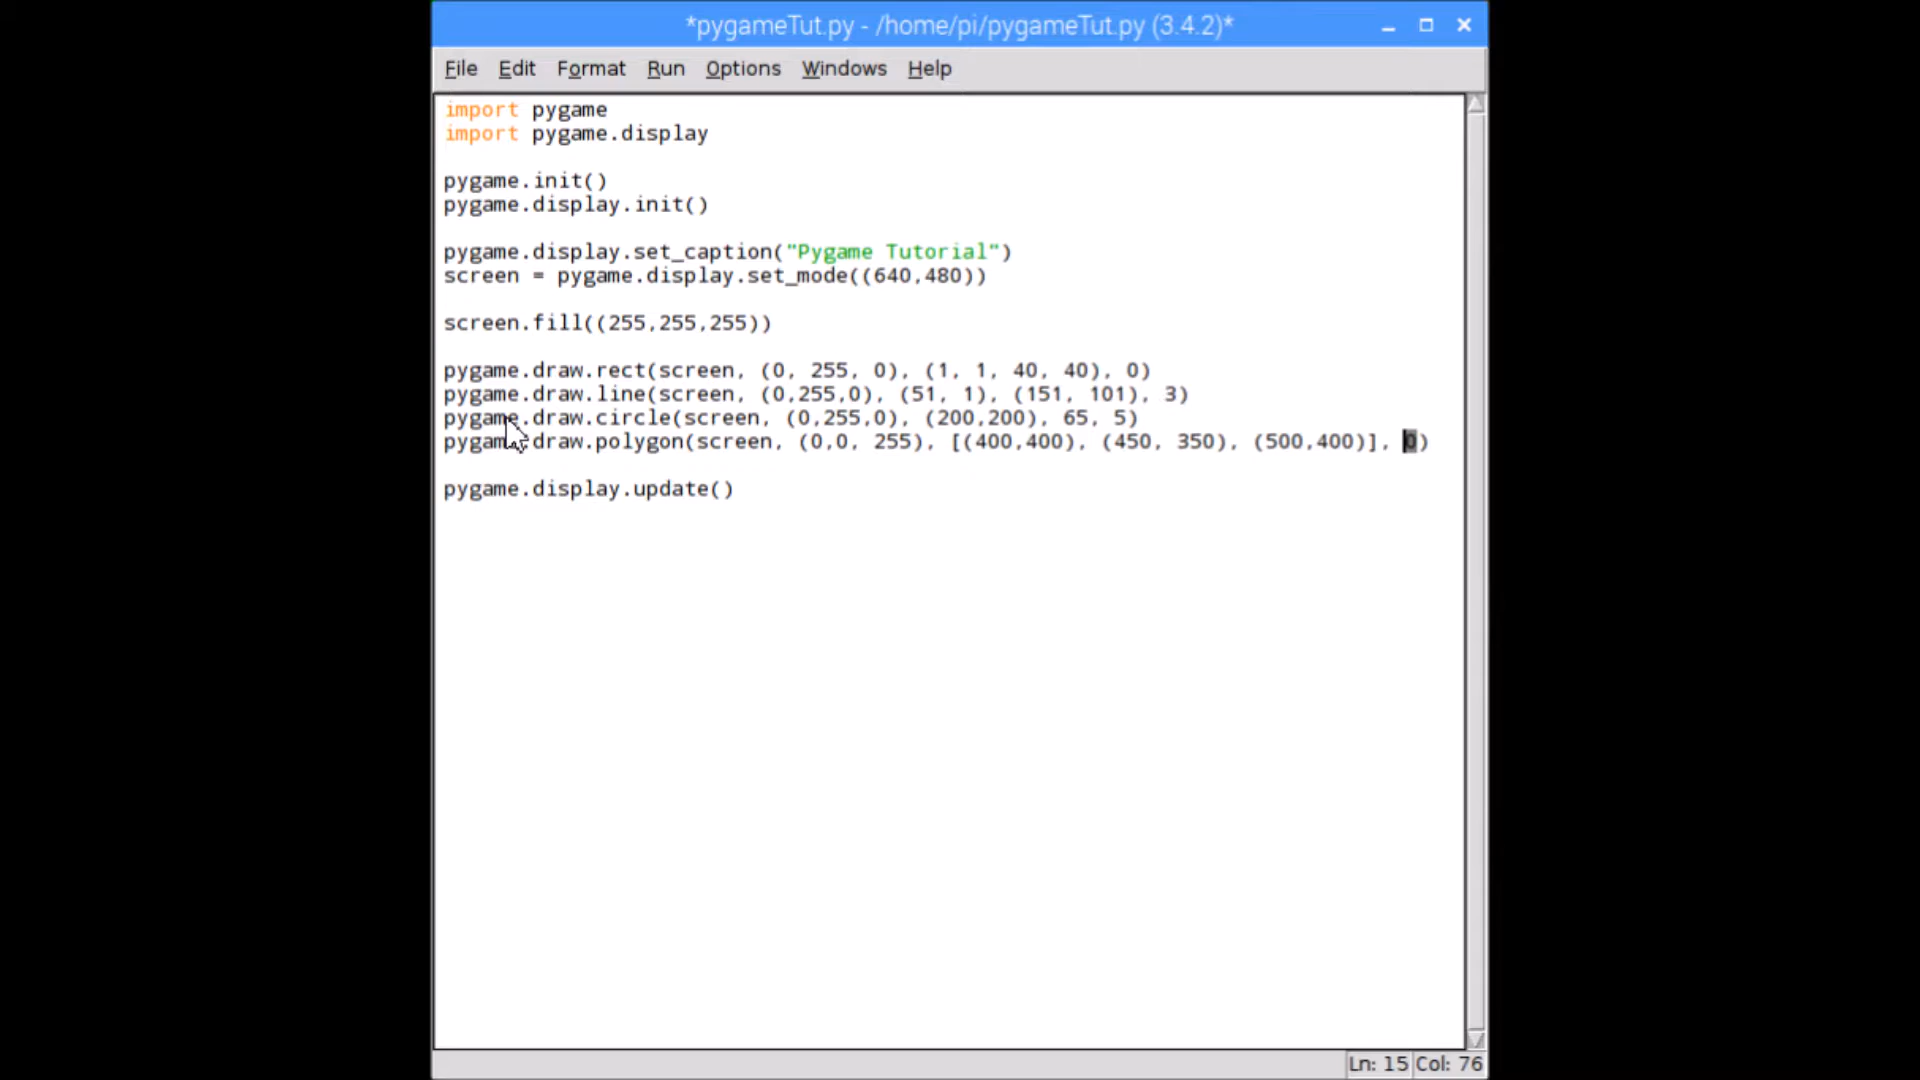 *pygameTut.py - /home/pi/pygameTut.py (3.4.2)*
File Edit Format Run Options Windows Help
import pygame
import pygame.display
pygame.init()
pygame.display.init()
pygame.display.set_caption("Pygame Tutorial")
screen = pygame.display.set_mode((640,480))
screen.fill((255,255,255))
pygame.draw.rect(screen, (0, 255, 0), (1, 1, 40, 40), 0)
pygame.draw.line(screen, (0,255,0), (51, 1), (151, 101), 3)
pygame.draw.circle(screen, (0,255,0), (200,200), 65, 5)
pygame.draw.polygon(screen, (0,0, 255), [(400,400), (450, 350), (500,400)], 0)
pygame.display.update()
Ln: 15 Col: 76